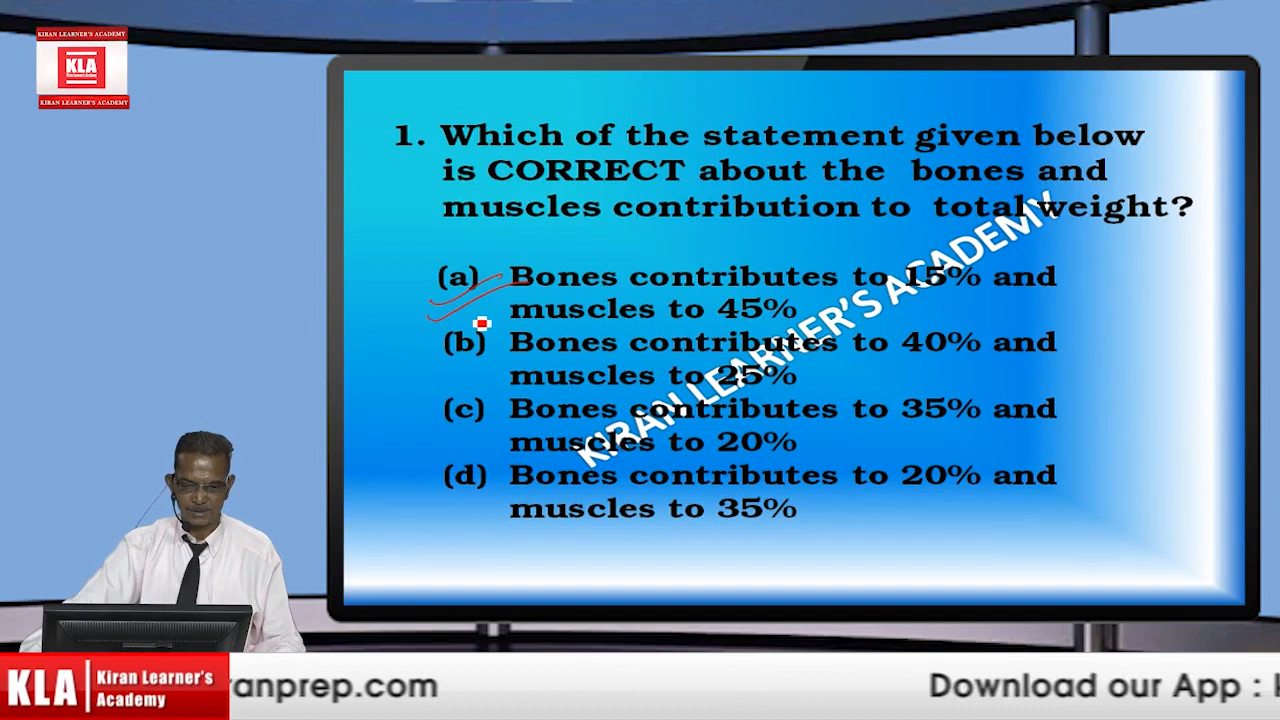 KIRAN LEARNER'S ACADEMY
KLA
KIRAN LEARNER'S ACADEMY
1. Which of the statement given below
is CORRECT about the bones and
muscles contribution to total weight?
(a) Bones contributes to 15% and
muscles to 45%
(b) Bones contributes to 40% and
muscles to 25%
(c) Bones contributes to 35% and
muscles to 20%
(d) Bones contributes to 20% and
muscles to 35%
KIRAN LEARNER'S ACADEMY
KLA
Kiran Learner's
Academy
ranprep.com
Download our App :